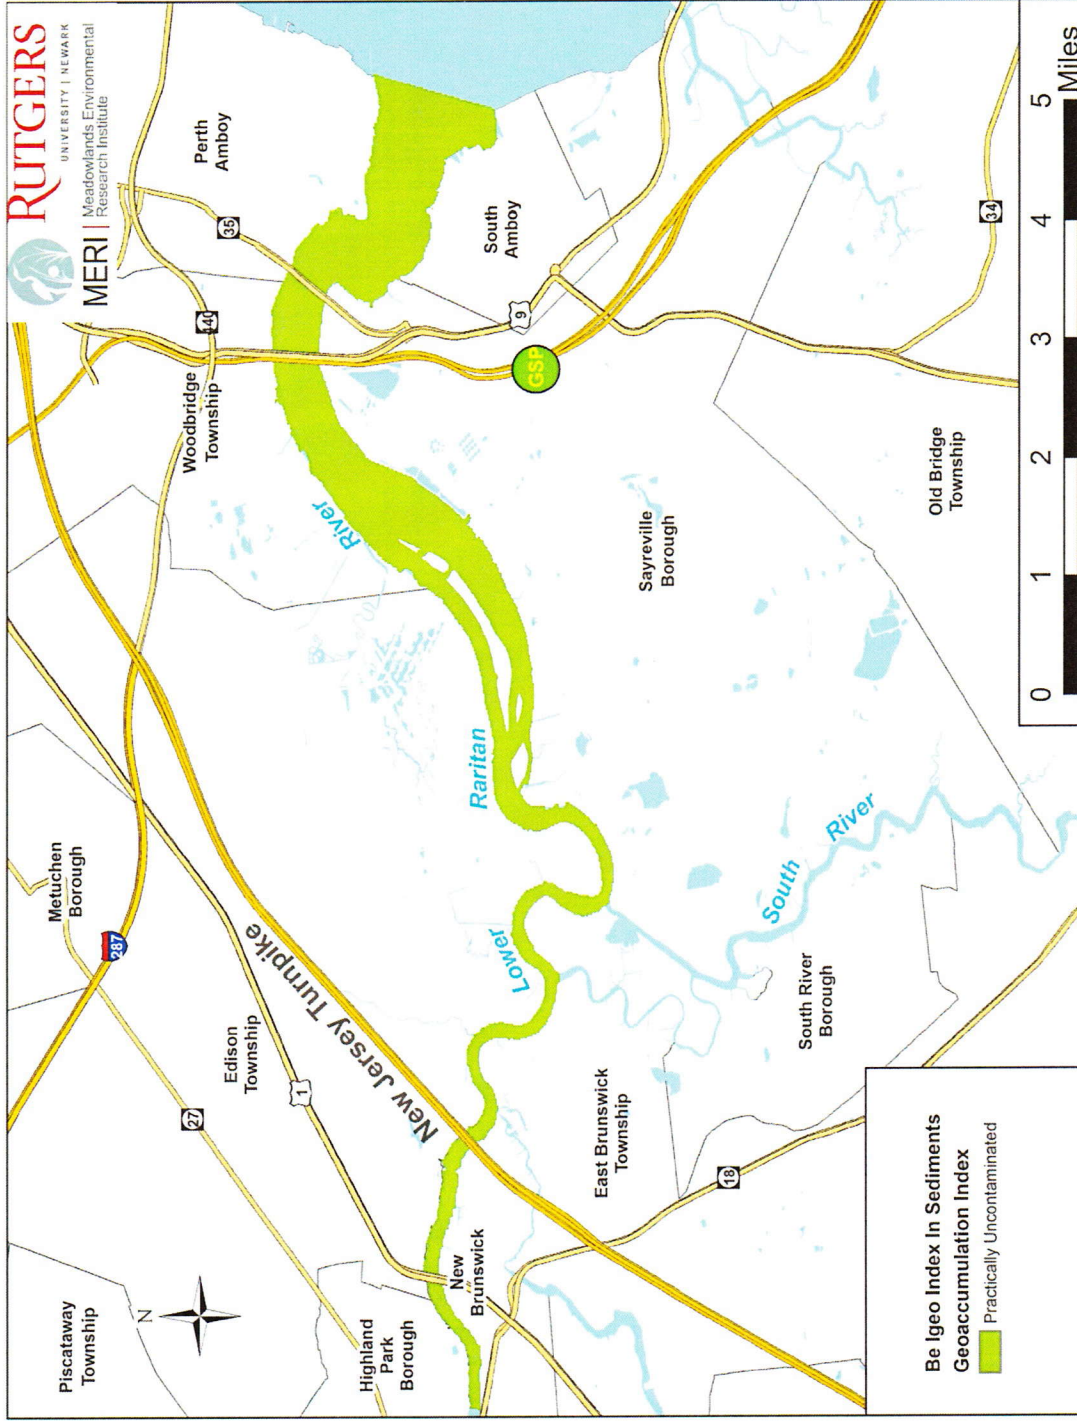 RUTGERS
UNIVERSITY | NEWARK
MERI | Meadowlands Environmental
Research Institute
Piscataway
Township
N
Highland
Park
Borough
New
Brunswick
27
1
Edison
Township
287
Metuchen
Borough
New Jersey Turnpike
Woodbridge
Township
440
35
Perth
Amboy
South
Amboy
9
GSP
Lower
Raritan
River
East Brunswick
Township
18
South River
Borough
South
River
Sayreville
Borough
Old Bridge
Township
34
Be Igeo Index In Sediments
Geoaccumulation Index
Practically Uncontaminated
0 1 2 3 4 5
Miles